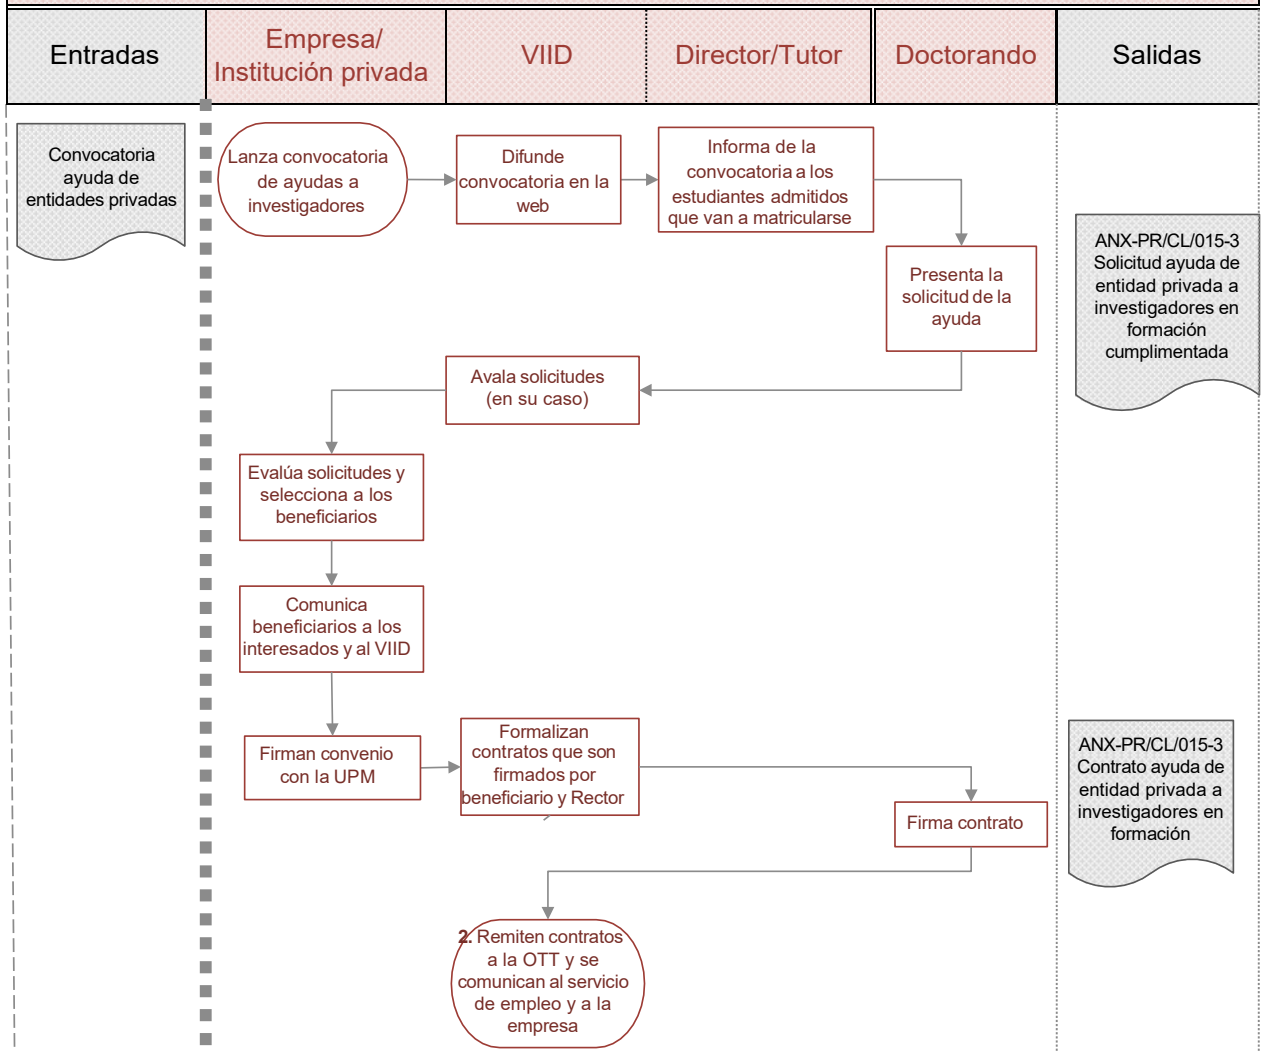 Entradas
Empresa/
Institución privada
VIID
Director/Tutor
Doctorando
Salidas
Convocatoria
ayuda de
entidades privadas
Lanza convocatoria
de ayudas a
investigadores
Difunde
convocatoria en la
web
Informa de la
convocatoria a los
estudiantes admitidos
que van a matricularse
Presenta la
solicitud de la
ayuda
ANX-PR/CL/015-3
Solicitud ayuda de
entidad privada a
investigadores en
formación
cumplimentada
Avala solicitudes
(en su caso)
Evalúa solicitudes y
selecciona a los
beneficiarios
Comunica
beneficiarios a los
interesados y al VIID
Firman convenio
con la UPM
Formalizan
contratos que son
firmados por
beneficiario y Rector
Firma contrato
ANX-PR/CL/015-3
Contrato ayuda de
entidad privada a
investigadores en
formación
2. Remiten contratos
a la OTT y se
comunican al servicio
de empleo y a la
empresa